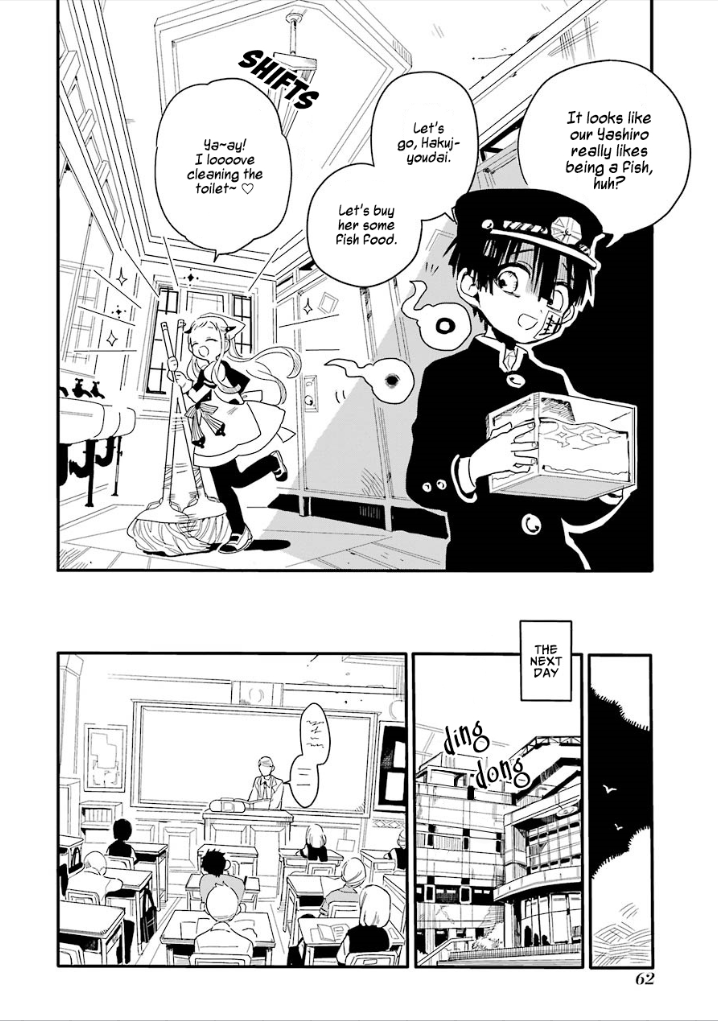 It looks like
our Yashiro
really likes
being a fish,
huh?
Let's
go, Hakuj-
youdai.
Let's buy
her some
fish food.
SHIFTS
Ya~ay!
I loooove
cleaning the
toilet~ ♡
THE
NEXT
DAY
ding
dong
62